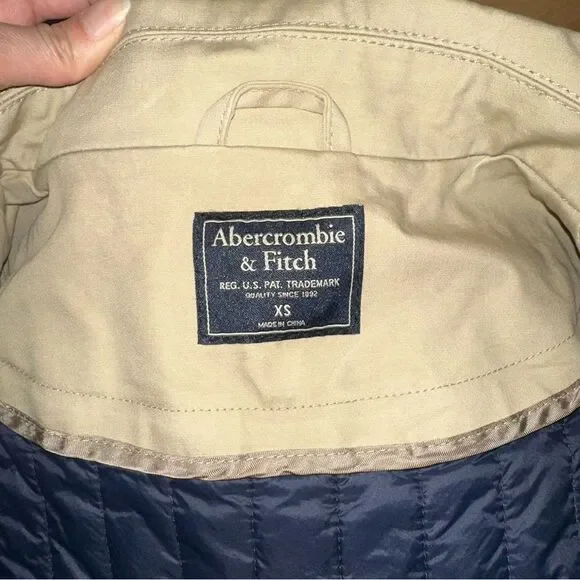 Abercrombie
& Fitch
REG. U.S. PAT. TRADEMARK
QUALITY SINCE 1892
XS
MADE IN CHINA